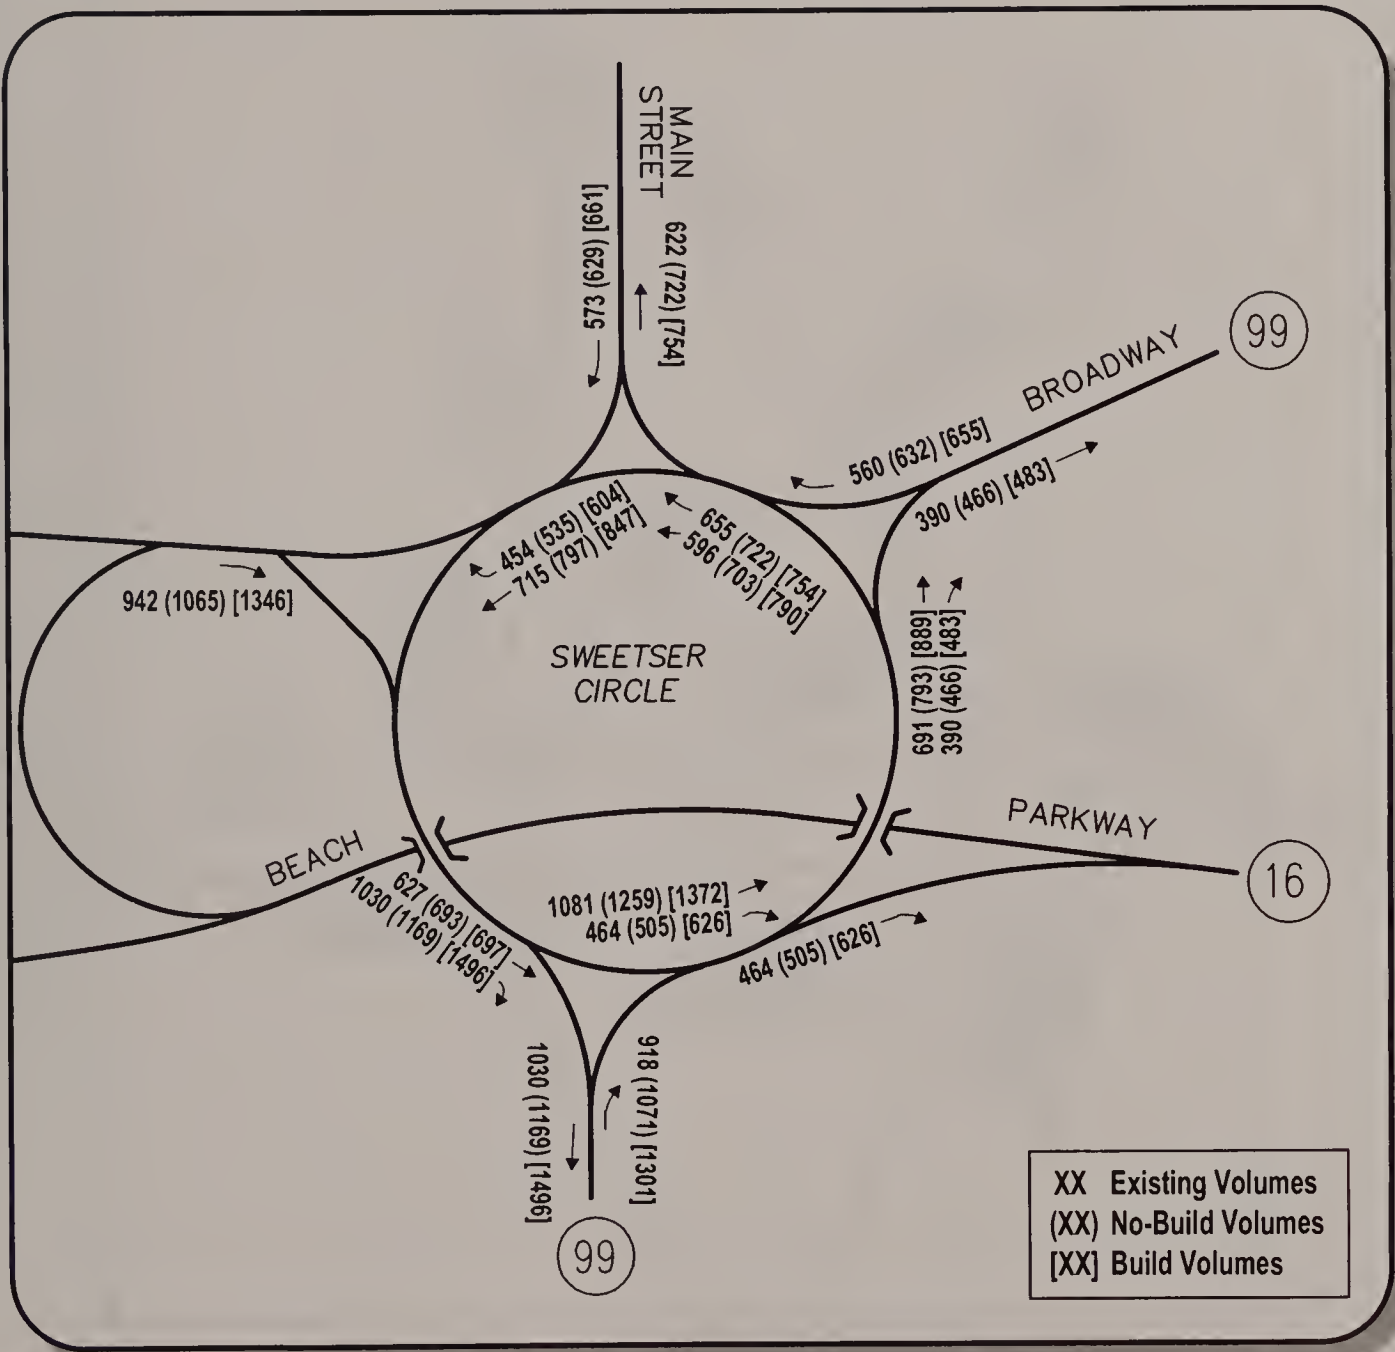 MAIN
STREET
573 (629) [661]
622 (722) [754]
99
BROADWAY
560 (632) [655]
390 (466) [483]
454 (535) [604]
715 (797) [847]
655 (722) [754]
596 (703) [790]
942 (1065) [1346]
SWEETSER
CIRCLE
691 (793) [889]
390 (466) [483]
PARKWAY
16
BEACH
627 (693) [697]
1030 (1169) [1496]
1081 (1259) [1372]
464 (505) [626]
464 (505) [626]
1030 (1169) [1496]
918 (1071) [1301]
99
XX Existing Volumes
(XX) No-Build Volumes
[XX] Build Volumes